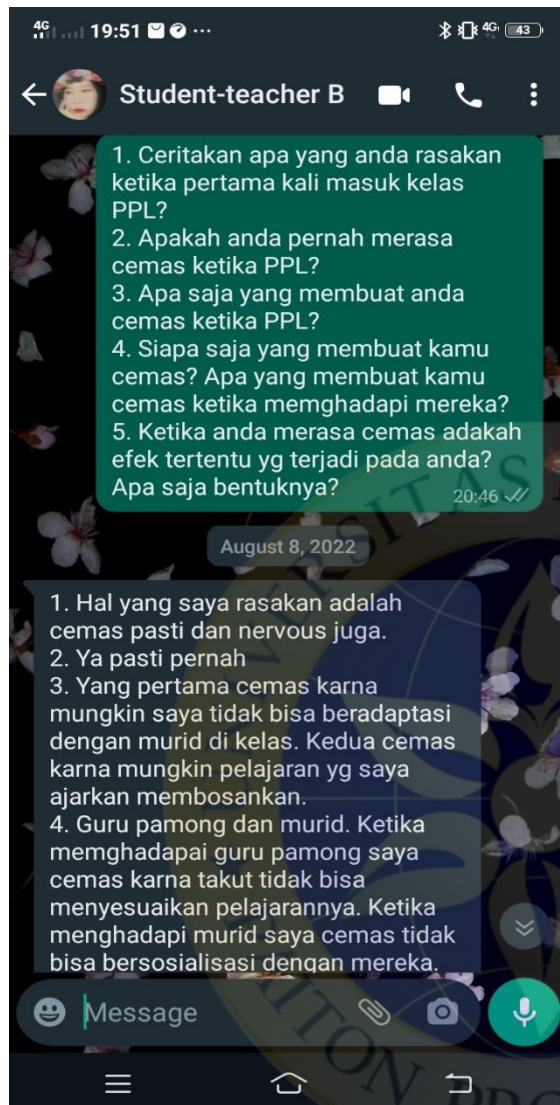 4G 19:51 ... 4G 43
Student-teacher B
1. Ceritakan apa yang anda rasakan
ketika pertama kali masuk kelas
PPL?
2. Apakah anda pernah merasa
cemas ketika PPL?
3. Apa saja yang membuat anda
cemas ketika PPL?
4. Siapa saja yang membuat kamu
cemas? Apa yang membuat kamu
cemas ketika memghadapi mereka?
5. Ketika anda merasa cemas adakah
efek tertentu yg terjadi pada anda?
Apa saja bentuknya?
20:46
August 8, 2022
1. Hal yang saya rasakan adalah
cemas pasti dan nervous juga.
2. Ya pasti pernah
3. Yang pertama cemas karna
mungkin saya tidak bisa beradaptasi
dengan murid di kelas. Kedua cemas
karna mungkin pelajaran yg saya
ajarkan membosankan.
4. Guru pamong dan murid. Ketika
memghadapai guru pamong saya
cemas karna takut tidak bisa
menyesuaikan pelajarannya. Ketika
menghadapi murid saya cemas tidak
bisa bersosialisasi dengan mereka.
Message